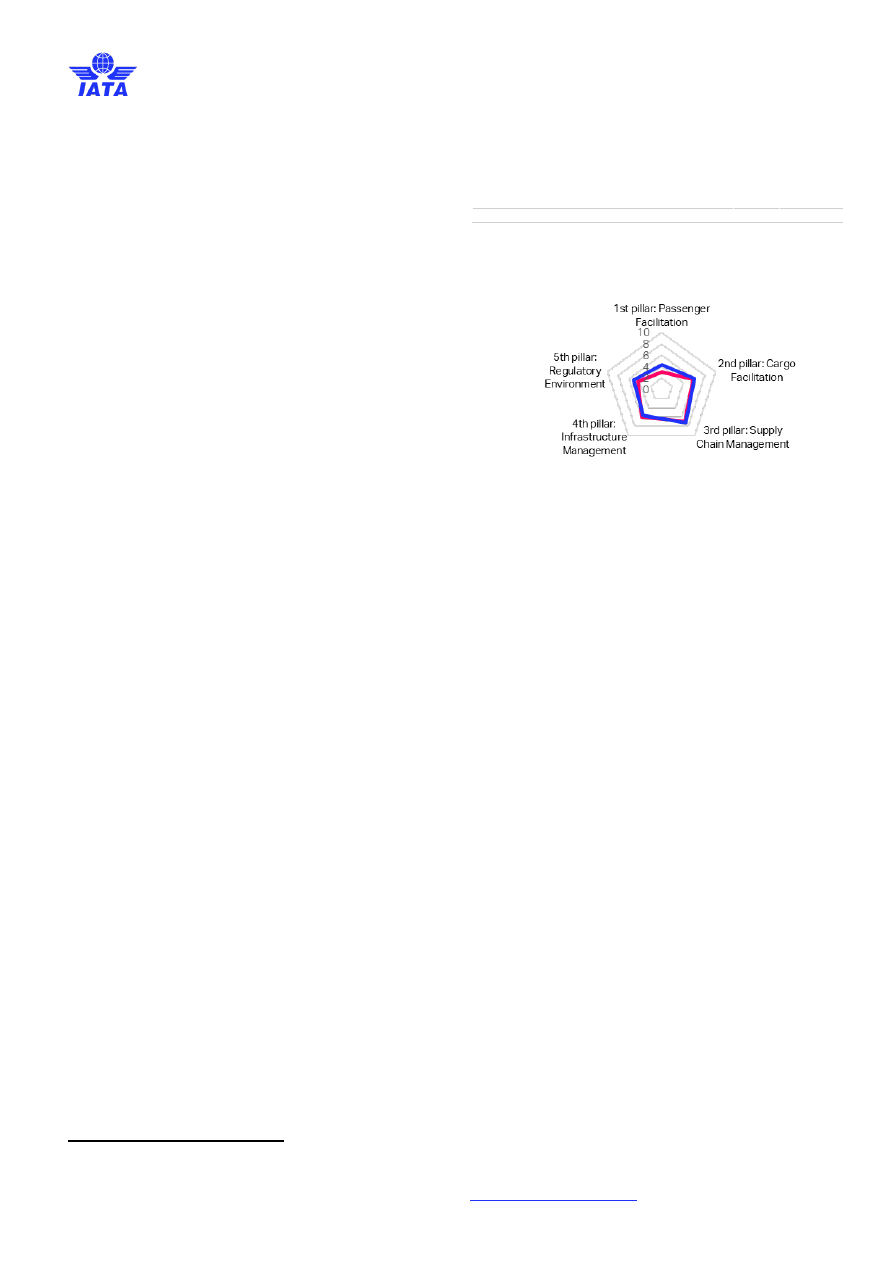 IATA
1st pillar: Passenger
Facilitation
10
8
6
4
2
0
2nd pillar: Cargo
Facilitation
3rd pillar: Supply
Chain Management
4th pillar:
Infrastructure
Management
5th pillar:
Regulatory
Environment